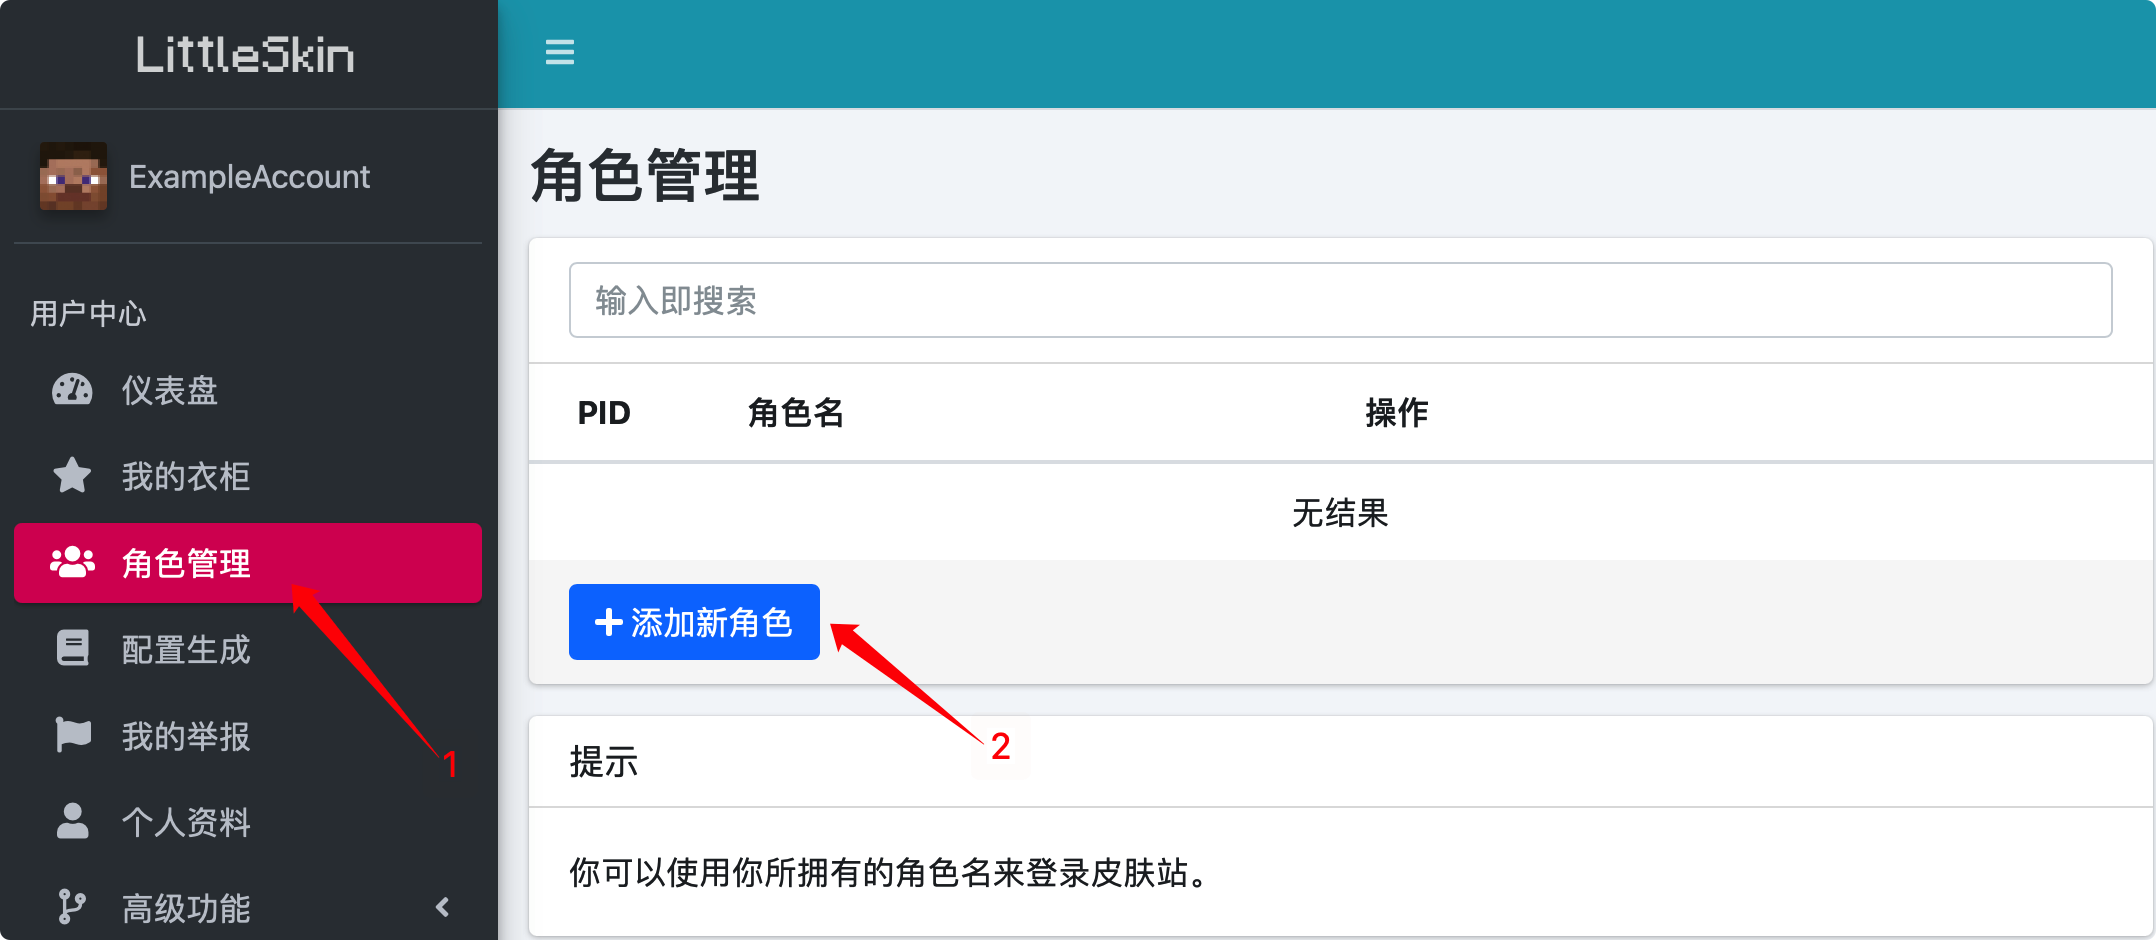 LittleSkin
ExampleAccount
用户中心
仪表盘
我的衣柜
角色管理
配置生成
我的举报
1
个人资料
高级功能
角色管理
输入即搜索
PID 角色名 操作
无结果
添加新角色
2
提示
你可以使用你所拥有的角色名来登录皮肤站。